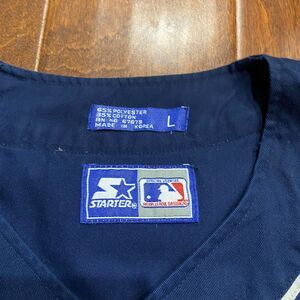 65% POLYESTER
35% COTTON
RN NO 67673
MADE IN KOREA
L
STARTER
MAJOR LEAGUE BASEBALL